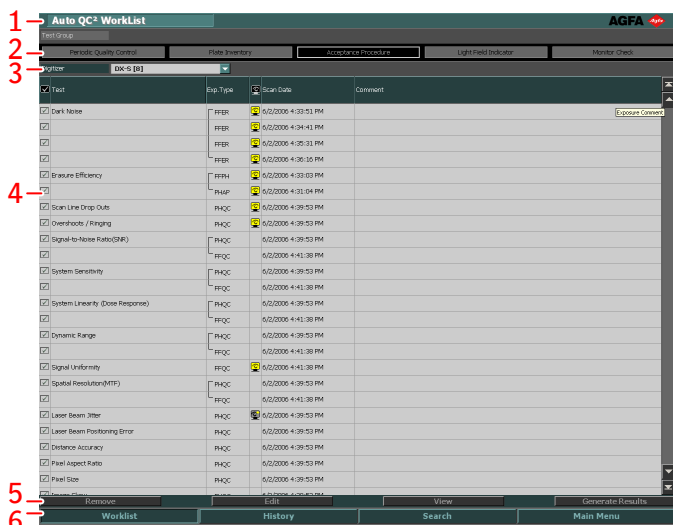 1 Auto QC² WorkList AGFA Agfa
Test Group
2 Periodic Quality Control Plate Inventory Acceptance Procedure Light Field Indicator Monitor Check
3 Digitizer DX-S [8]
Test Exp.Type Scan Date Comment
Dark Noise FFER 6/2/2006 4:33:51 PM Exposure Comment
FFER 6/2/2006 4:34:41 PM
FFER 6/2/2006 4:35:31 PM
FFER 6/2/2006 4:36:16 PM
Erasure Efficiency FFPH 6/2/2006 4:33:03 PM
4 PHAP 6/2/2006 4:31:04 PM
Scan Line Drop Outs PHQC 6/2/2006 4:39:53 PM
Overshoots / Ringing PHQC 6/2/2006 4:39:53 PM
Signal-to-Noise Ratio(SNR) PHQC 6/2/2006 4:39:53 PM
FFQC 6/2/2006 4:41:38 PM
System Sensitivity PHQC 6/2/2006 4:39:53 PM
FFQC 6/2/2006 4:41:38 PM
System Linearity (Dose Response) PHQC 6/2/2006 4:39:53 PM
FFQC 6/2/2006 4:41:38 PM
Dynamic Range PHQC 6/2/2006 4:39:53 PM
FFQC 6/2/2006 4:41:38 PM
Signal Uniformity FFQC 6/2/2006 4:41:38 PM
Spatial Resolution(MTF) PHQC 6/2/2006 4:39:53 PM
FFQC 6/2/2006 4:41:38 PM
Laser Beam Jitter PHQC 6/2/2006 4:39:53 PM
Laser Beam Positioning Error PHQC 6/2/2006 4:39:53 PM
Distance Accuracy PHQC 6/2/2006 4:39:53 PM
Pixel Aspect Ratio PHQC 6/2/2006 4:39:53 PM
Pixel Size PHQC 6/2/2006 4:39:53 PM
5 Remove Edit View Generate Results
6 Worklist History Search Main Menu